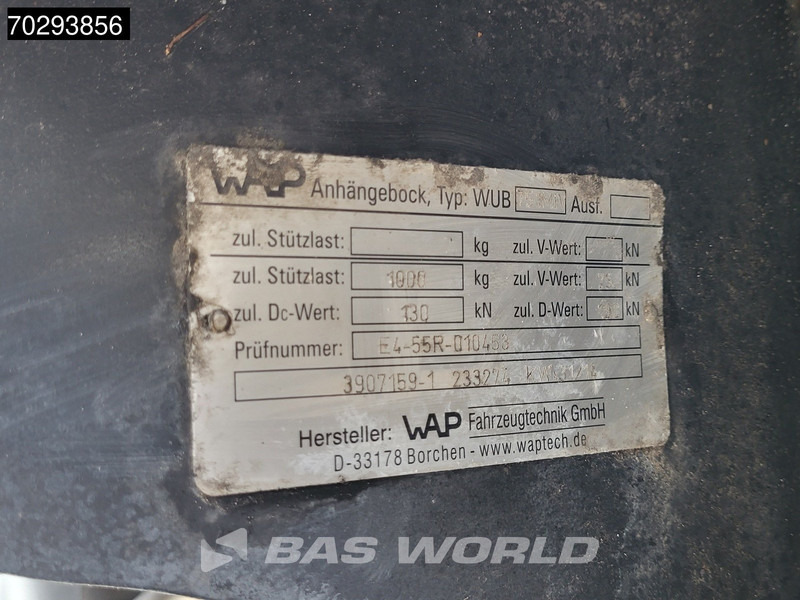 70293856
WAP Anhängebock, Typ: WUB Ausf.
zul. Stützlast: kg zul. V-Wert: kN
zul. Stützlast: 1000 kg zul. V-Wert: kN
zul. Dc-Wert: 130 kN zul. D-Wert: kN
Prüfnummer: E4-55R-010453
3907159-1 233274
Hersteller: WAP Fahrzeugtechnik GmbH
D-33178 Borchen - www.waptech.de
BAS WORLD